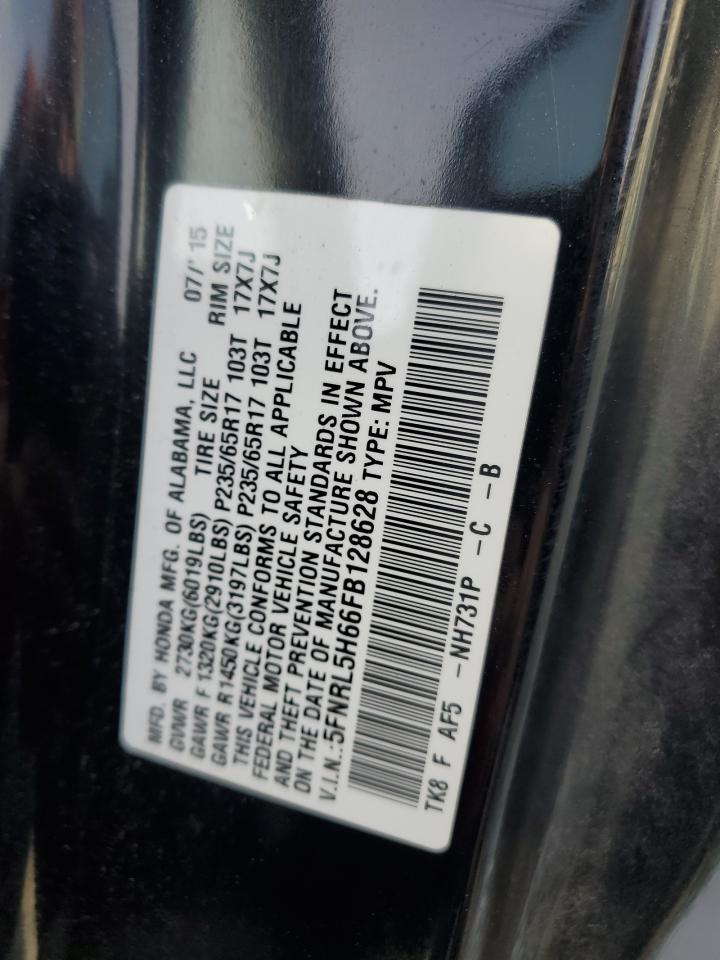 MFD. BY HONDA MFG. OF ALABAMA, LLC 07/'15
GVWR 2730KG(6019LBS) TIRE SIZE RIM SIZE
GAWR F1320KG(2910LBS) P235/65R17 103T 17X7J
GAWR R1450KG(3197LBS) P235/65R17 103T 17X7J
THIS VEHICLE CONFORMS TO ALL APPLICABLE
FEDERAL MOTOR VEHICLE SAFETY
AND THEFT PREVENTION STANDARDS IN EFFECT
ON THE DATE OF MANUFACTURE SHOWN ABOVE.
V.I.N.:5FNRL5H66FB128628 TYPE: MPV
TK8 F AF5 -NH731P -C -B